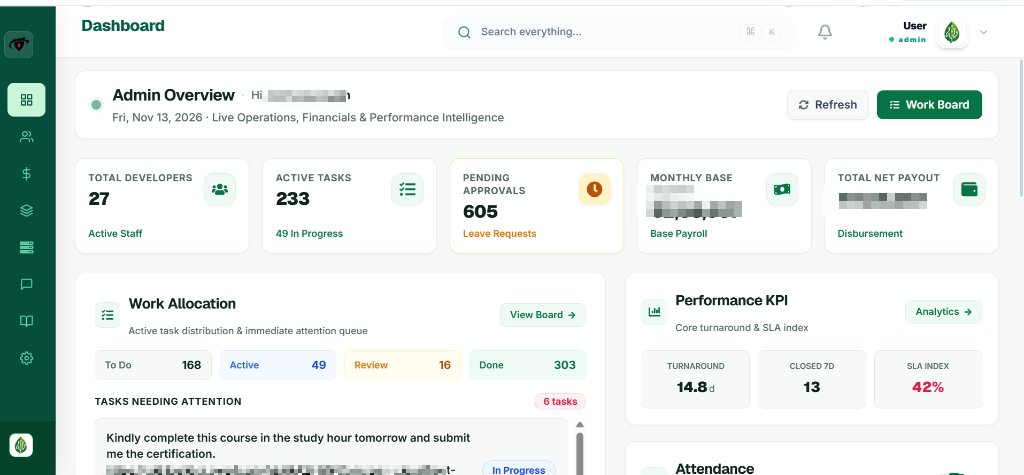 Dashboard
Search everything...
⌘ K
User
admin
Admin Overview · Hi
Fri, Nov 13, 2026 · Live Operations, Financials & Performance Intelligence
Refresh
Work Board
TOTAL DEVELOPERS
27
Active Staff
ACTIVE TASKS
233
49 In Progress
PENDING
APPROVALS
605
Leave Requests
MONTHLY BASE
Base Payroll
TOTAL NET PAYOUT
Disbursement
Work Allocation
Active task distribution & immediate attention queue
View Board →
To Do 168
Active 49
Review 16
Done 303
TASKS NEEDING ATTENTION
6 tasks
Kindly complete this course in the study hour tomorrow and submit
me the certification.
In Progress
Performance KPI
Core turnaround & SLA index
Analytics →
TURNAROUND
14.8d
CLOSED 7D
13
SLA INDEX
42%
Attendance